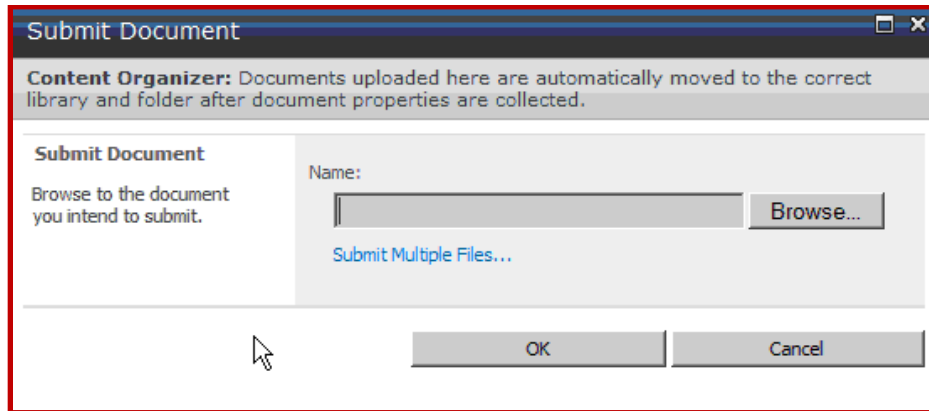 Submit Document
Content Organizer: Documents uploaded here are automatically moved to the correct
library and folder after document properties are collected.
Submit Document
Browse to the document
you intend to submit.
Name:
Browse...
Submit Multiple Files...
OK
Cancel